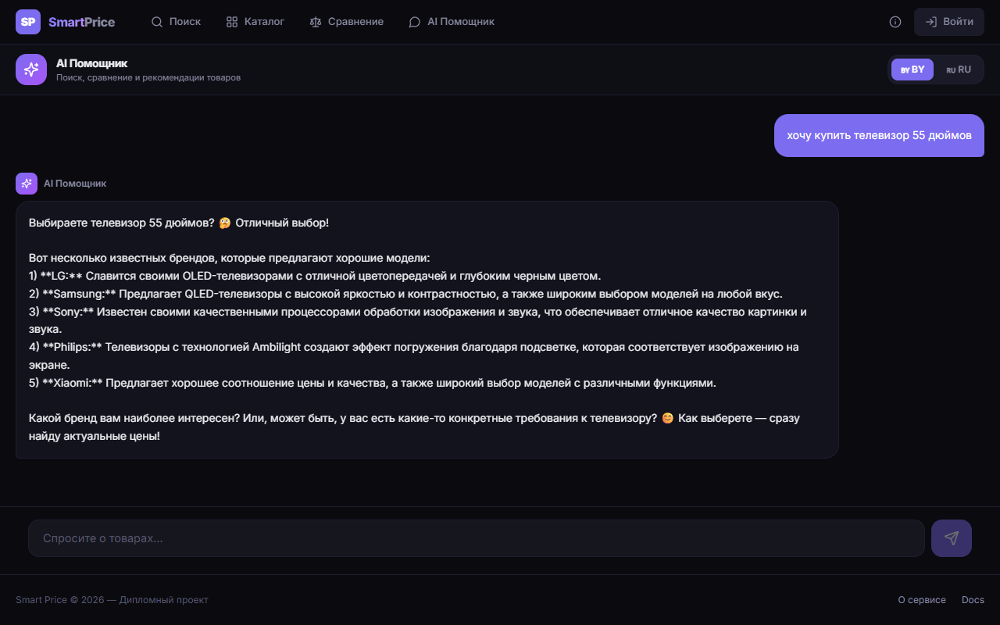 SP SmartPrice Поиск Каталог Сравнение AI Помощник Войти
AI Помощник
Поиск, сравнение и рекомендации товаров
BY BY RU RU
хочу купить телевизор 55 дюймов
AI Помощник
Выбираете телевизор 55 дюймов? 🤔 Отличный выбор!
Вот несколько известных брендов, которые предлагают хорошие модели:
1) **LG:** Славится своими OLED-телевизорами с отличной цветопередачей и глубоким черным цветом.
2) **Samsung:** Предлагает QLED-телевизоры с высокой яркостью и контрастностью, а также широким выбором моделей на любой вкус.
3) **Sony:** Известен своими качественными процессорами обработки изображения и звука, что обеспечивает отличное качество картинки и
звука.
4) **Philips:** Телевизоры с технологией Ambilight создают эффект погружения благодаря подсветке, которая соответствует изображению на
экране.
5) **Xiaomi:** Предлагает хорошее соотношение цены и качества, а также широкий выбор моделей с различными функциями.
Какой бренд вам наиболее интересен? Или, может быть, у вас есть какие-то конкретные требования к телевизору? 😊 Как выберете — сразу
найду актуальные цены!
Спросите о товарах...
Smart Price © 2026 — Дипломный проект
О сервисе Docs